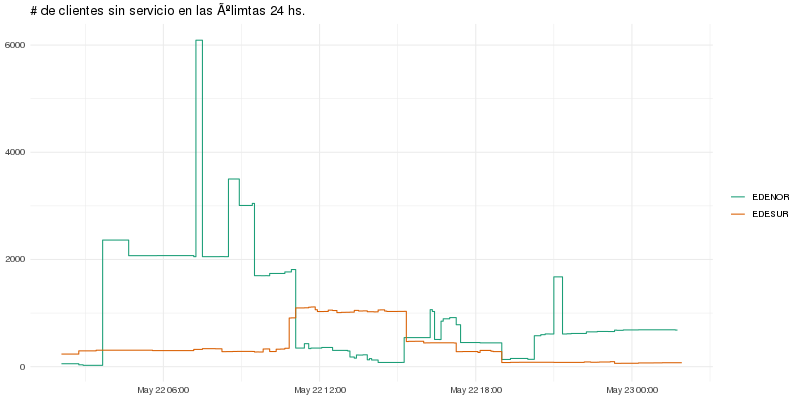 # de clientes sin servicio en las Ãºlimtas 24 hs.
6000
4000
2000
0
May 22 06:00
May 22 12:00
May 22 18:00
May 23 00:00
EDENOR
EDESUR